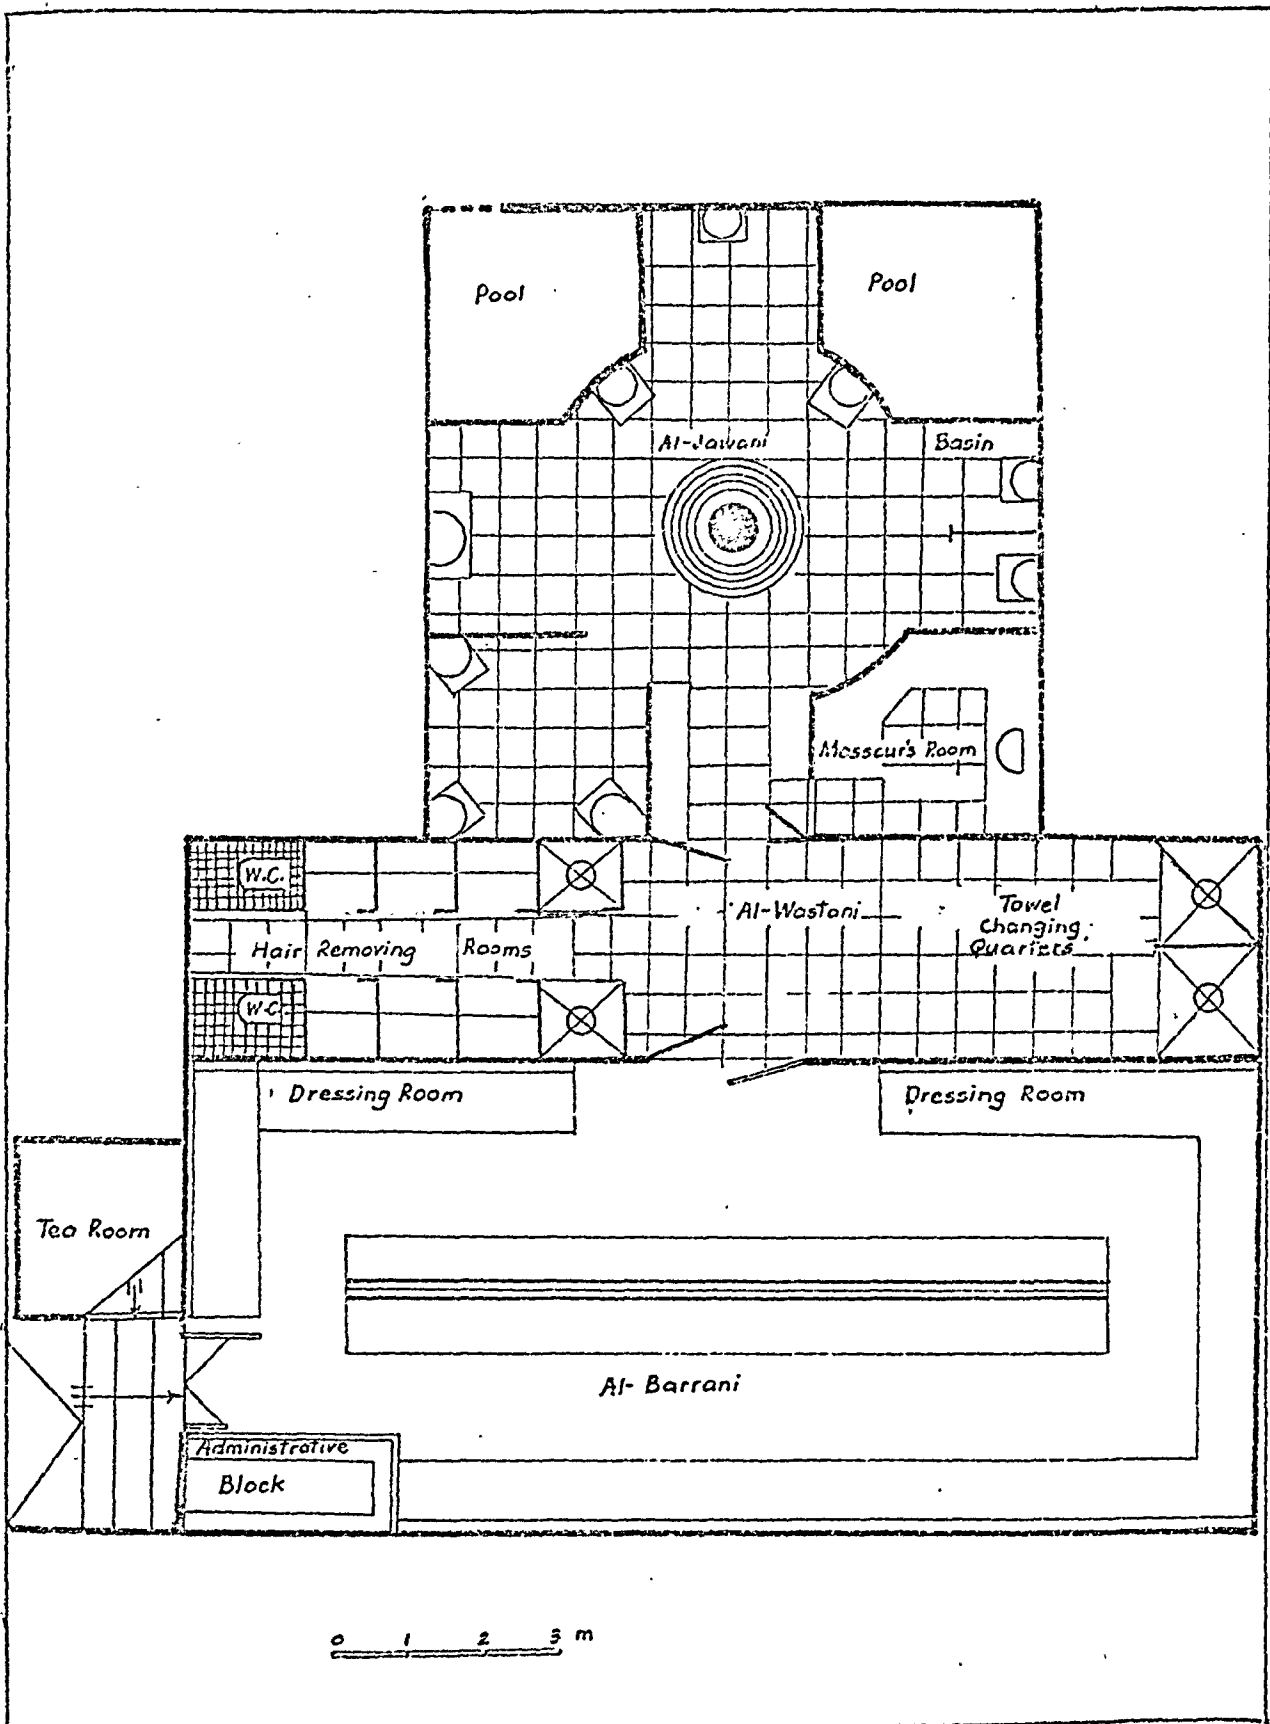 Pool
Pool
Al-Jawani
Basin
Masseur's Room
W.C.
Al-Wastani
Towel
Changing
Quarters
Hair Removing Rooms
W.C.
Dressing Room
Dressing Room
Tea Room
Al-Barrani
Administrative
Block
0 1 2 3 m